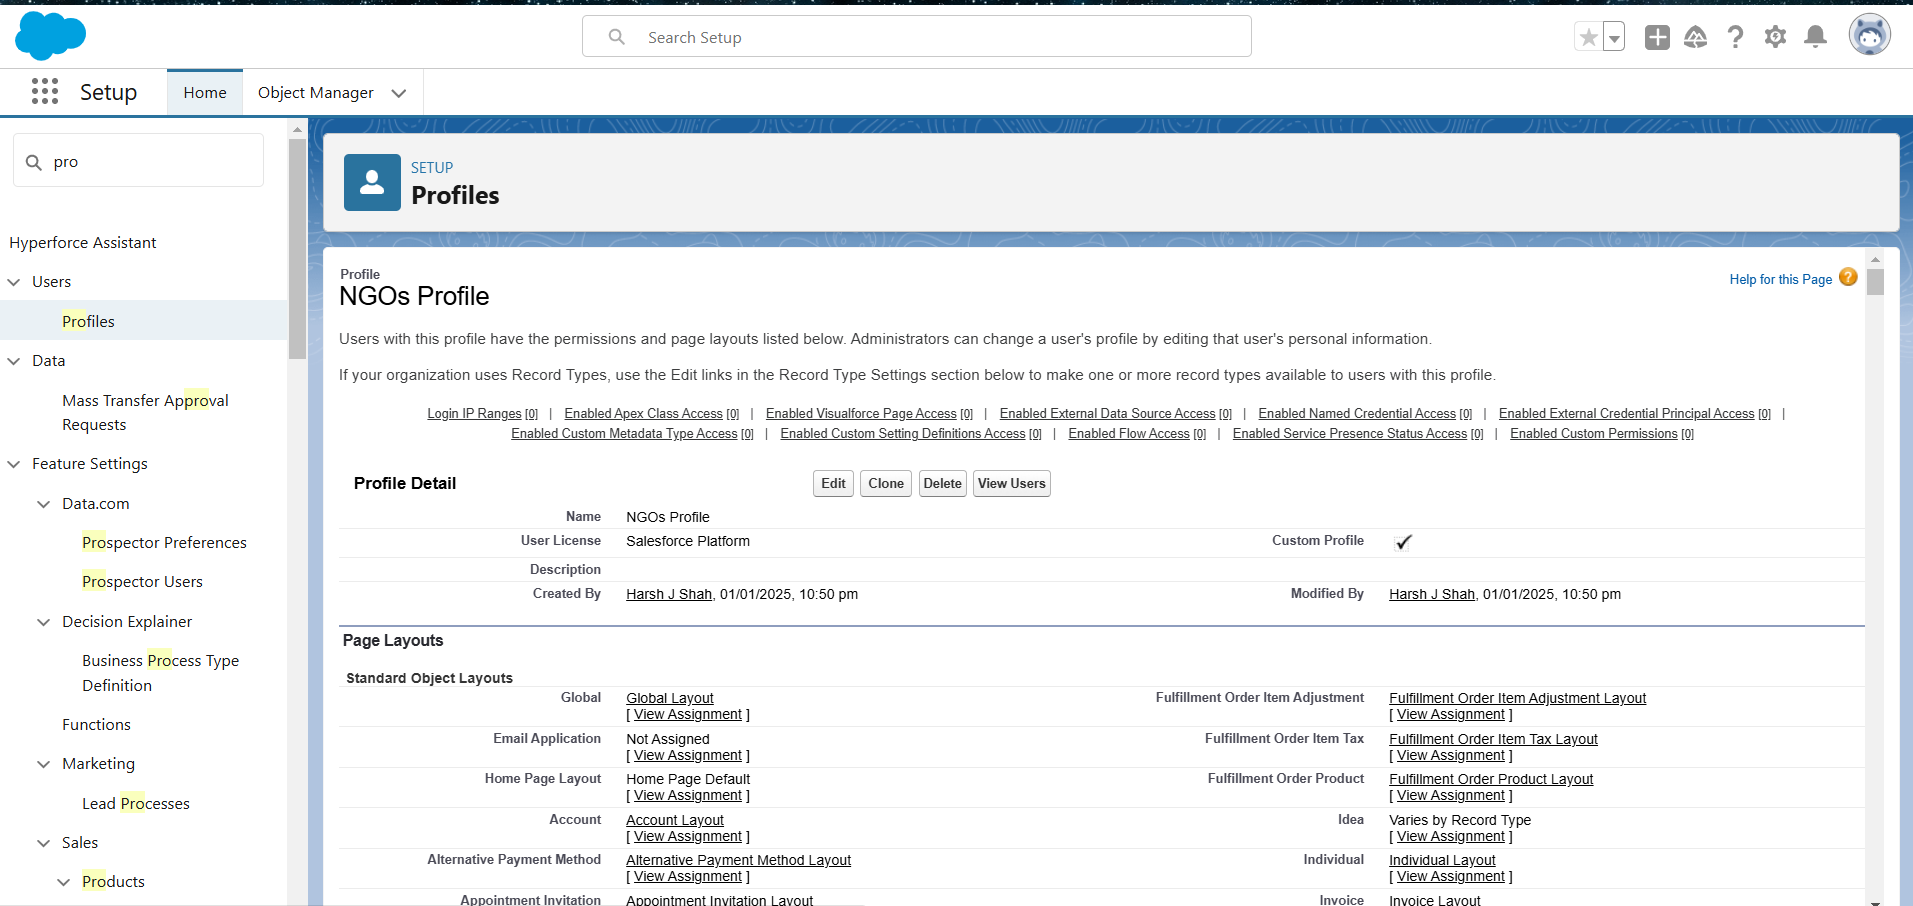 Search Setup
Setup
Home
Object Manager
pro
Hyperforce Assistant
Users
Profiles
Data
Mass Transfer Approval
Requests
Feature Settings
Data.com
Prospector Preferences
Prospector Users
Decision Explainer
Business Process Type
Definition
Functions
Marketing
Lead Processes
Sales
Products
SETUP
Profiles
Profile
NGOs Profile
Help for this Page ?
Users with this profile have the permissions and page layouts listed below. Administrators can change a user's profile by editing that user's personal information.
If your organization uses Record Types, use the Edit links in the Record Type Settings section below to make one or more record types available to users with this profile.
Login IP Ranges [0] | Enabled Apex Class Access [0] | Enabled Visualforce Page Access [0] | Enabled External Data Source Access [0] | Enabled Named Credential Access [0] | Enabled External Credential Principal Access [0] |
Enabled Custom Metadata Type Access [0] | Enabled Custom Setting Definitions Access [0] | Enabled Flow Access [0] | Enabled Service Presence Status Access [0] | Enabled Custom Permissions [0]
Profile Detail Edit Clone Delete View Users
Name NGOs Profile
User License Salesforce Platform Custom Profile
Description
Created By Harsh J Shah, 01/01/2025, 10:50 pm Modified By Harsh J Shah, 01/01/2025, 10:50 pm
Page Layouts
Standard Object Layouts
Global Global Layout Fulfillment Order Item Adjustment Fulfillment Order Item Adjustment Layout
[ View Assignment ] [ View Assignment ]
Email Application Not Assigned Fulfillment Order Item Tax Fulfillment Order Item Tax Layout
[ View Assignment ] [ View Assignment ]
Home Page Layout Home Page Default Fulfillment Order Product Fulfillment Order Product Layout
[ View Assignment ] [ View Assignment ]
Account Account Layout Idea Varies by Record Type
[ View Assignment ] [ View Assignment ]
Alternative Payment Method Alternative Payment Method Layout Individual Individual Layout
[ View Assignment ] [ View Assignment ]
Appointment Invitation Appointment Invitation Layout Invoice Invoice Layout